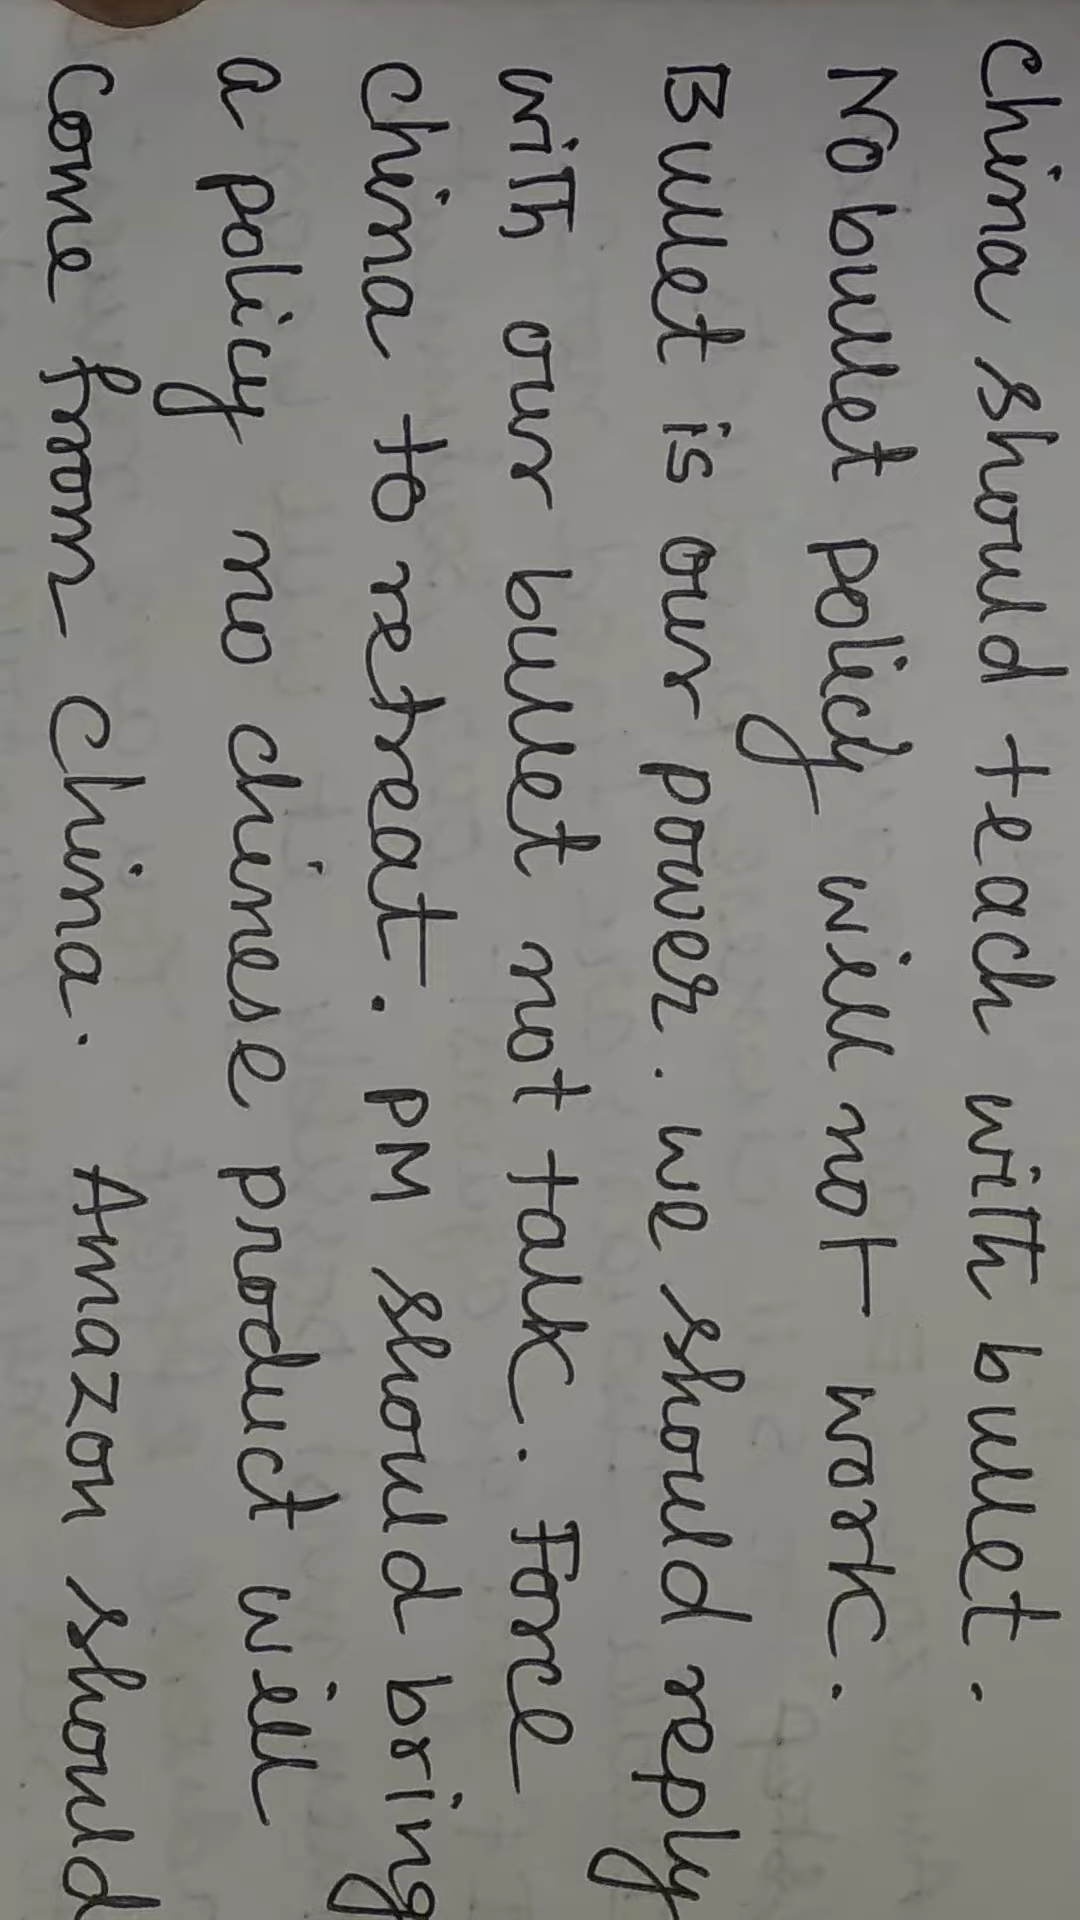 China should teach with bullet.
No bullet policy will not work.
Bullet is our power. we should reply
with our bullet not talk. Force
China to retreat. PM should bring
a policy no chinese product will
come from China. Amazon should